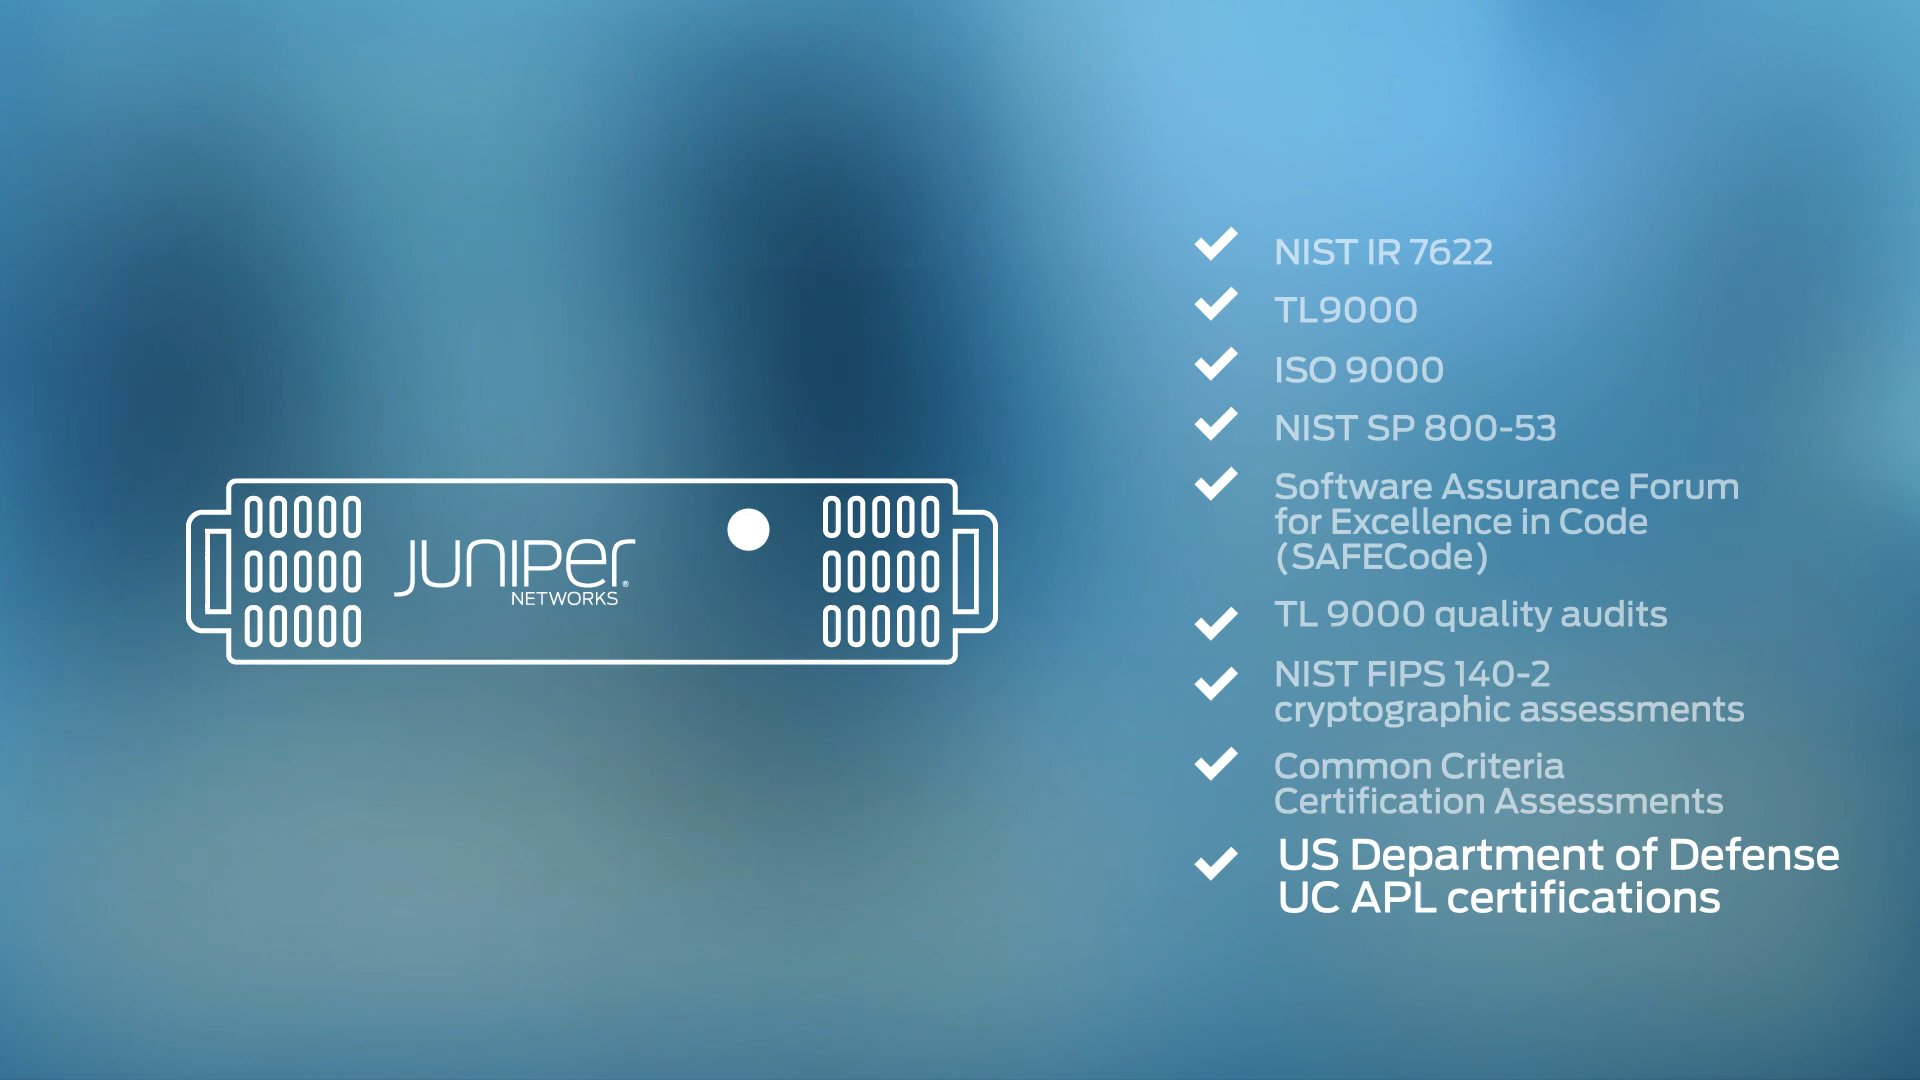 JUNIPER
NETWORKS
NIST IR 7622
TL9000
ISO 9000
NIST SP 800-53
Software Assurance Forum
for Excellence in Code
(SAFECode)
TL 9000 quality audits
NIST FIPS 140-2
cryptographic assessments
Common Criteria
Certification Assessments
US Department of Defense
UC APL certifications